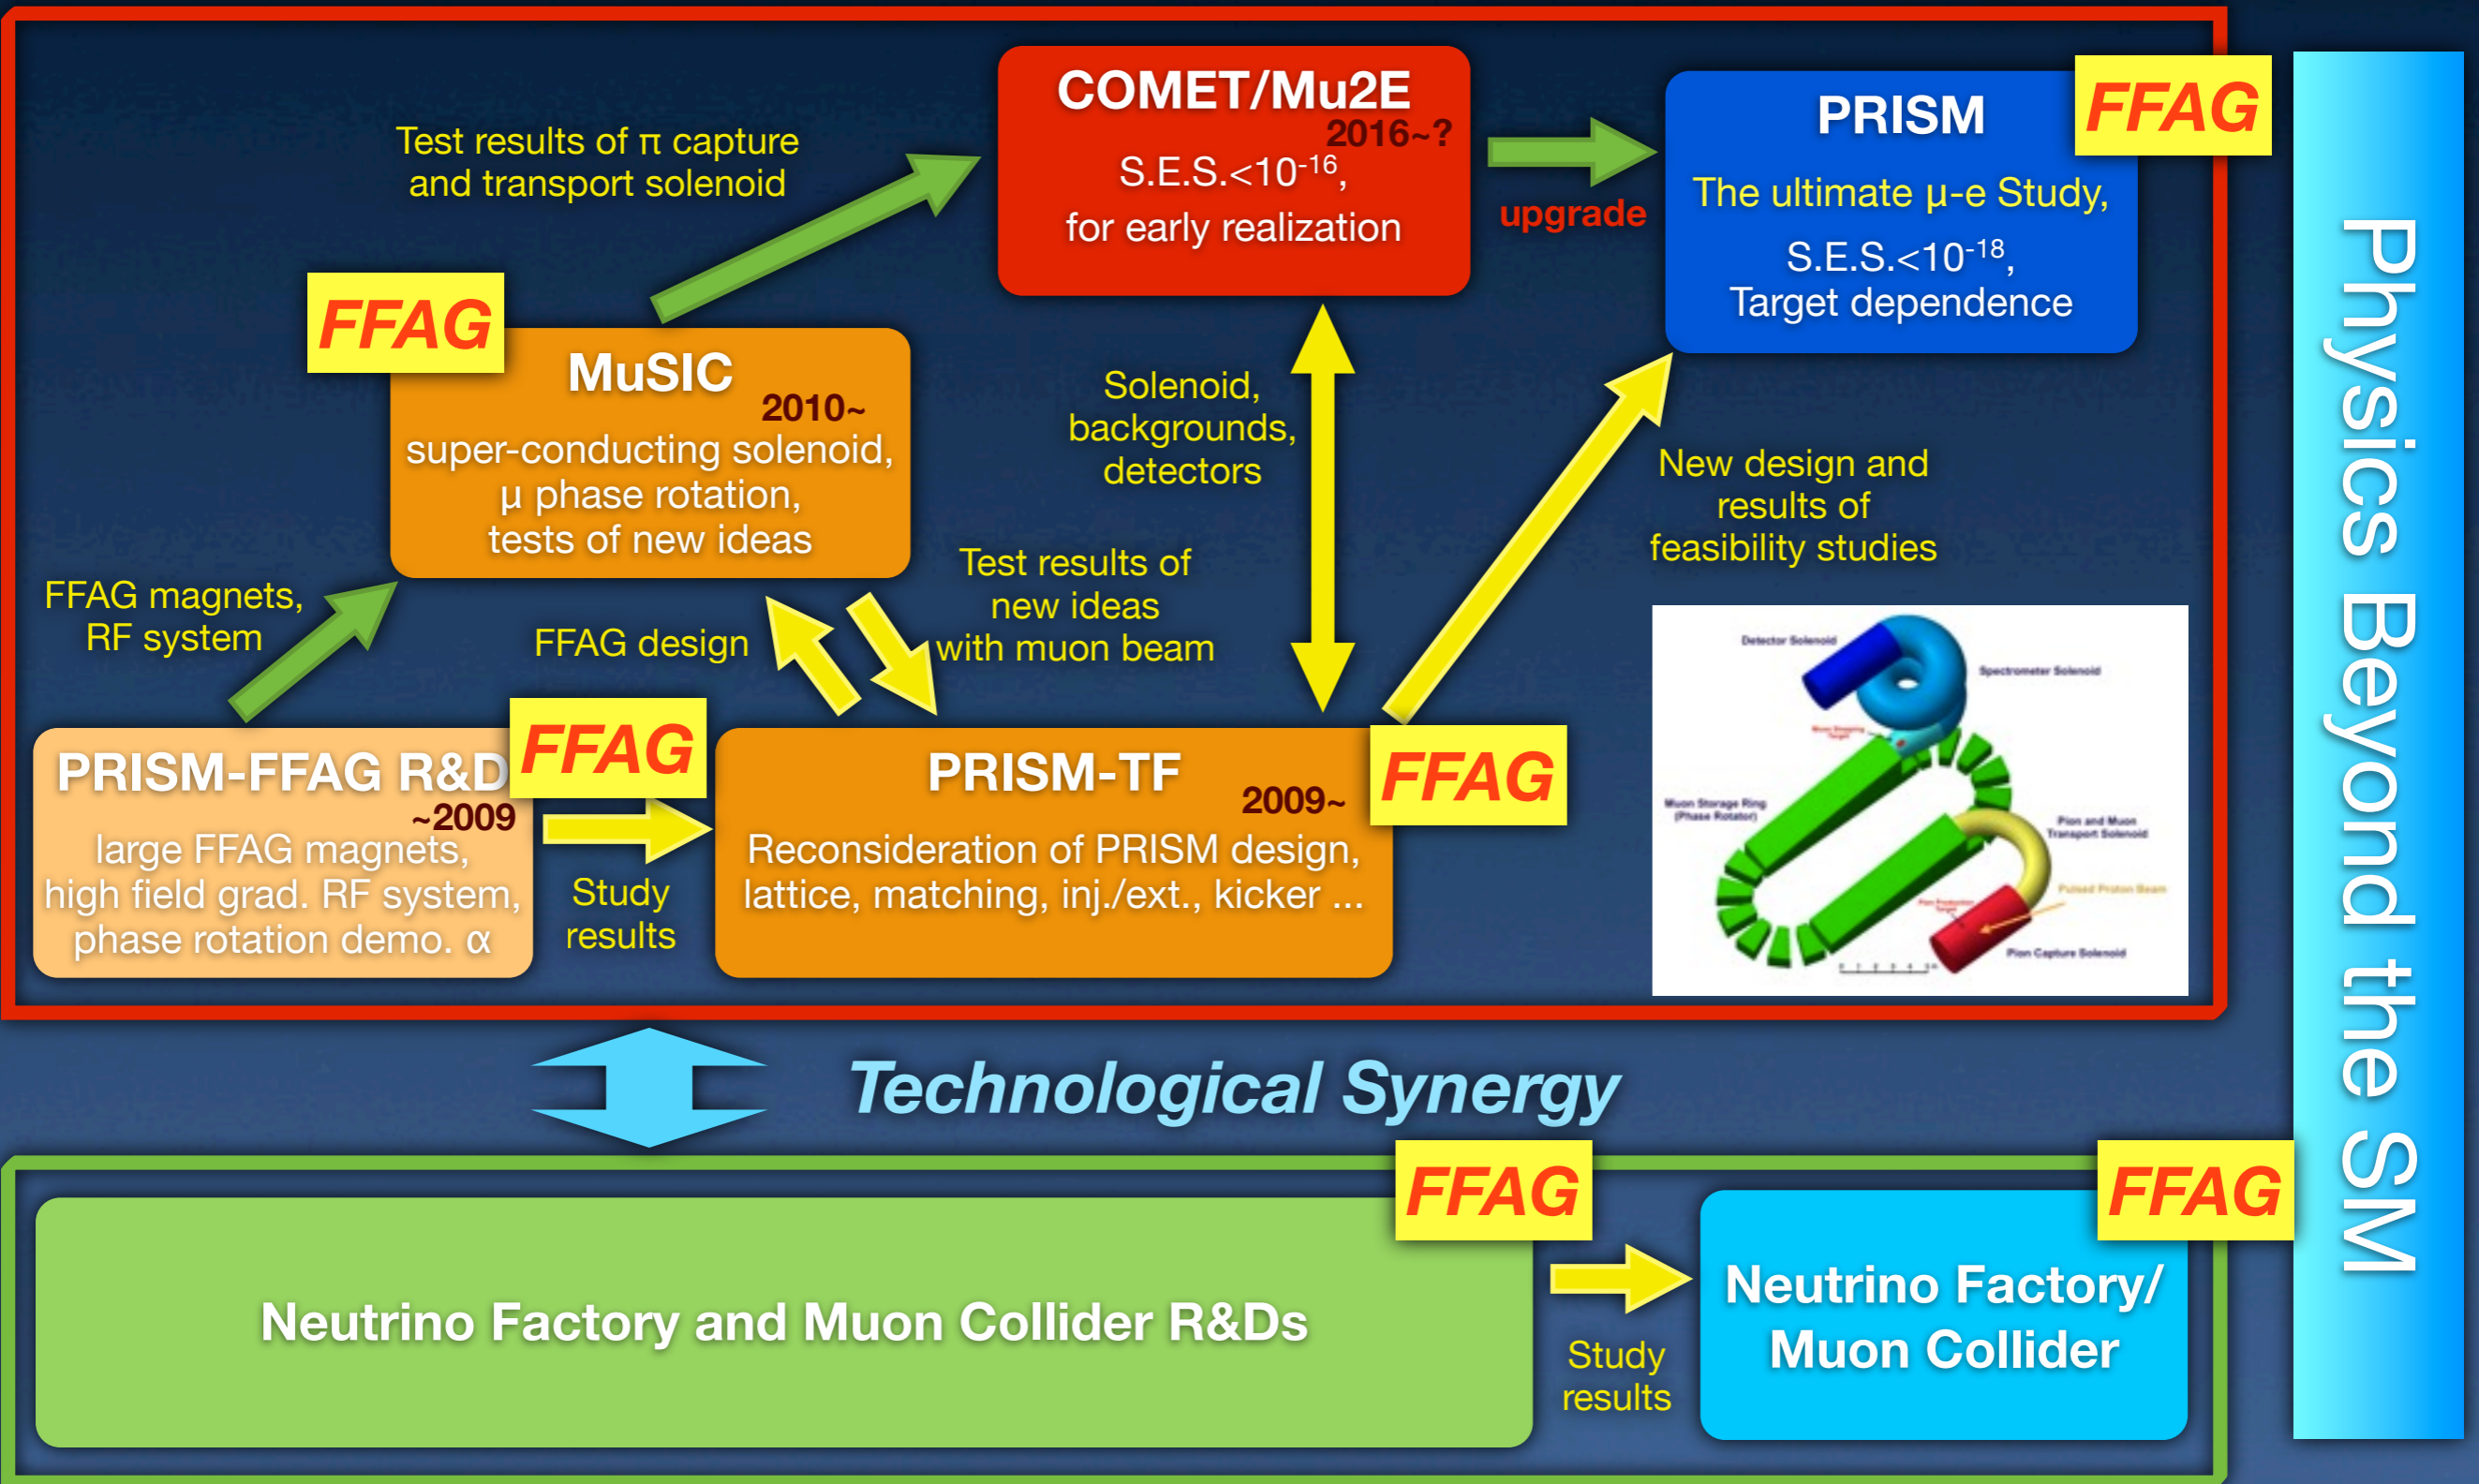 COMET/Mu2E
2016~?
S.E.S.<10⁻¹⁶,
for early realization
PRISM
FFAG
The ultimate μ-e Study,
S.E.S.<10⁻¹⁸,
Target dependence
upgrade
Test results of π capture
and transport solenoid
FFAG
MuSIC
2010~
super-conducting solenoid,
μ phase rotation,
tests of new ideas
Solenoid,
backgrounds,
detectors
New design and
results of
feasibility studies
FFAG magnets,
RF system
FFAG design
Test results of
new ideas
with muon beam
PRISM-FFAG R&D
~2009
large FFAG magnets,
high field grad. RF system,
phase rotation demo. α
FFAG
Study
results
PRISM-TF
2009~
FFAG
Reconsideration of PRISM design,
lattice, matching, inj./ext., kicker ...
Detector Solenoid
Spectrometer Solenoid
Muon Stopping
Target
Muon Storage Ring
(Phase Rotator)
Pion and Muon
Transport Solenoid
Pulsed Proton Beam
Pion Production
Target
Pion Capture Solenoid
Technological Synergy
FFAG
Neutrino Factory and Muon Collider R&Ds
Study
results
FFAG
Neutrino Factory/
Muon Collider
Physics Beyond the SM